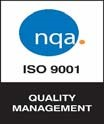 nqa.
ISO 9001
QUALITY
MANAGEMENT